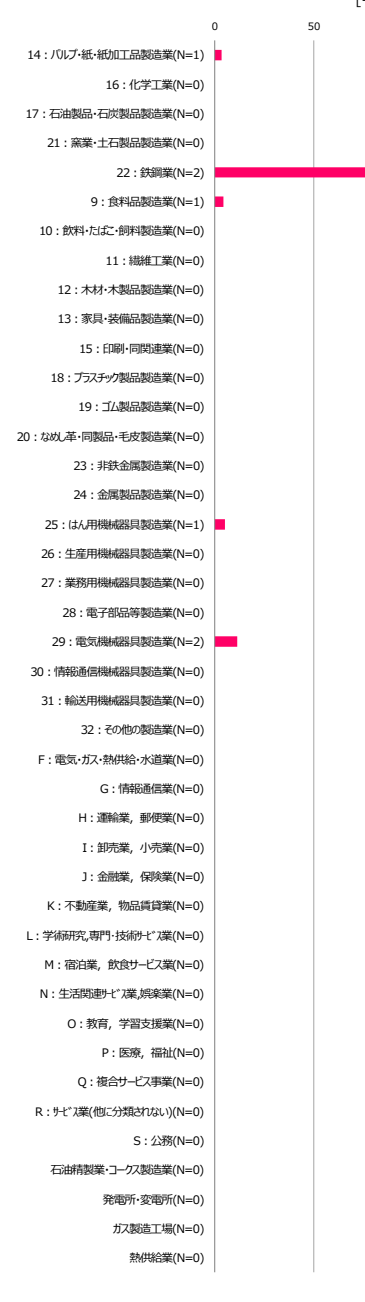 0 50
14：パルプ・紙・紙加工品製造業(N=1)
16：化学工業(N=0)
17：石油製品・石炭製品製造業(N=0)
21：窯業・土石製品製造業(N=0)
22：鉄鋼業(N=2)
9：食料品製造業(N=1)
10：飲料・たばこ・飼料製造業(N=0)
11：繊維工業(N=0)
12：木材・木製品製造業(N=0)
13：家具・装備品製造業(N=0)
15：印刷・同関連業(N=0)
18：プラスチック製品製造業(N=0)
19：ゴム製品製造業(N=0)
20：なめし革・同製品・毛皮製造業(N=0)
23：非鉄金属製造業(N=0)
24：金属製品製造業(N=0)
25：はん用機械器具製造業(N=1)
26：生産用機械器具製造業(N=0)
27：業務用機械器具製造業(N=0)
28：電子部品等製造業(N=0)
29：電気機械器具製造業(N=2)
30：情報通信機械器具製造業(N=0)
31：輸送用機械器具製造業(N=0)
32：その他の製造業(N=0)
F：電気・ガス・熱供給・水道業(N=0)
G：情報通信業(N=0)
H：運輸業，郵便業(N=0)
I：卸売業，小売業(N=0)
J：金融業，保険業(N=0)
K：不動産業，物品賃貸業(N=0)
L：学術研究,専門・技術ｻｰﾋﾞｽ業(N=0)
M：宿泊業，飲食サービス業(N=0)
N：生活関連ｻｰﾋﾞｽ業,娯楽業(N=0)
O：教育，学習支援業(N=0)
P：医療，福祉(N=0)
Q：複合サービス事業(N=0)
R：ｻｰﾋﾞｽ業(他に分類されない)(N=0)
S：公務(N=0)
石油精製業・コークス製造業(N=0)
発電所・変電所(N=0)
ガス製造工場(N=0)
熱供給業(N=0)